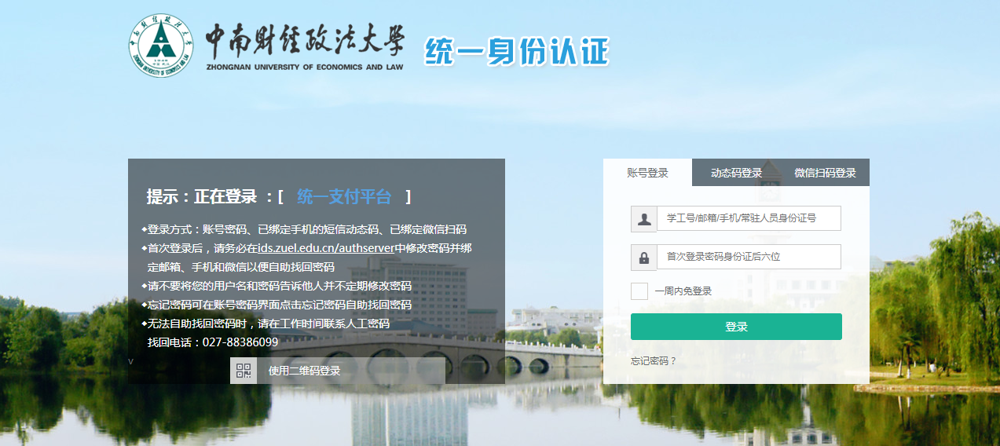 中南财经政法大学
ZHONGNAN UNIVERSITY OF ECONOMICS AND LAW
统一身份认证
提示：正在登录 ：[ 统一支付平台 ]
◆登录方式：账号密码、已绑定手机的短信动态码、已绑定微信扫码
◆首次登录后，请务必在ids.zuel.edu.cn/authserver中修改密码并绑
定邮箱、手机和微信以便自助找回密码
◆请不要将您的用户名和密码告诉他人并不定期修改密码
◆忘记密码可在账号密码界面点击忘记密码自助找回密码
◆无法自助找回密码时，请在工作时间联系人工密码
找回电话：027-88386099
v
使用二维码登录
账号登录 动态码登录 微信扫码登录
学工号/邮箱/手机/常驻人员身份证号
首次登录密码身份证后六位
一周内免登录
登录
忘记密码？